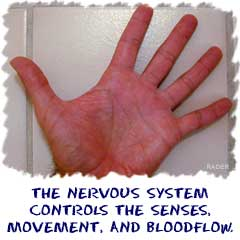 RADER
THE NERVOUS SYSTEM
CONTROLS THE SENSES,
MOVEMENT, AND BLOODFLOW.